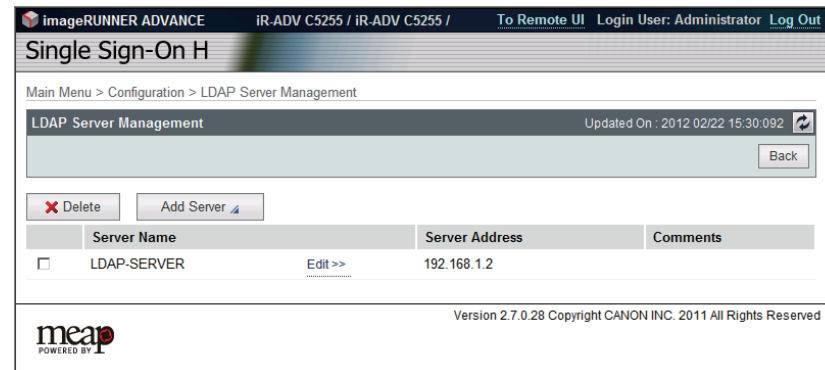 imageRUNNER ADVANCE iR-ADV C5255 / iR-ADV C5255 / To Remote UI Login User: Administrator Log Out
Single Sign-On H
Main Menu > Configuration > LDAP Server Management
LDAP Server Management Updated On : 2012 02/22 15:30:092
Back
Delete Add Server
Server Name Server Address Comments
LDAP-SERVER Edit >> 192.168.1.2
Version 2.7.0.28 Copyright CANON INC. 2011 All Rights Reserved
meap
POWERED BY